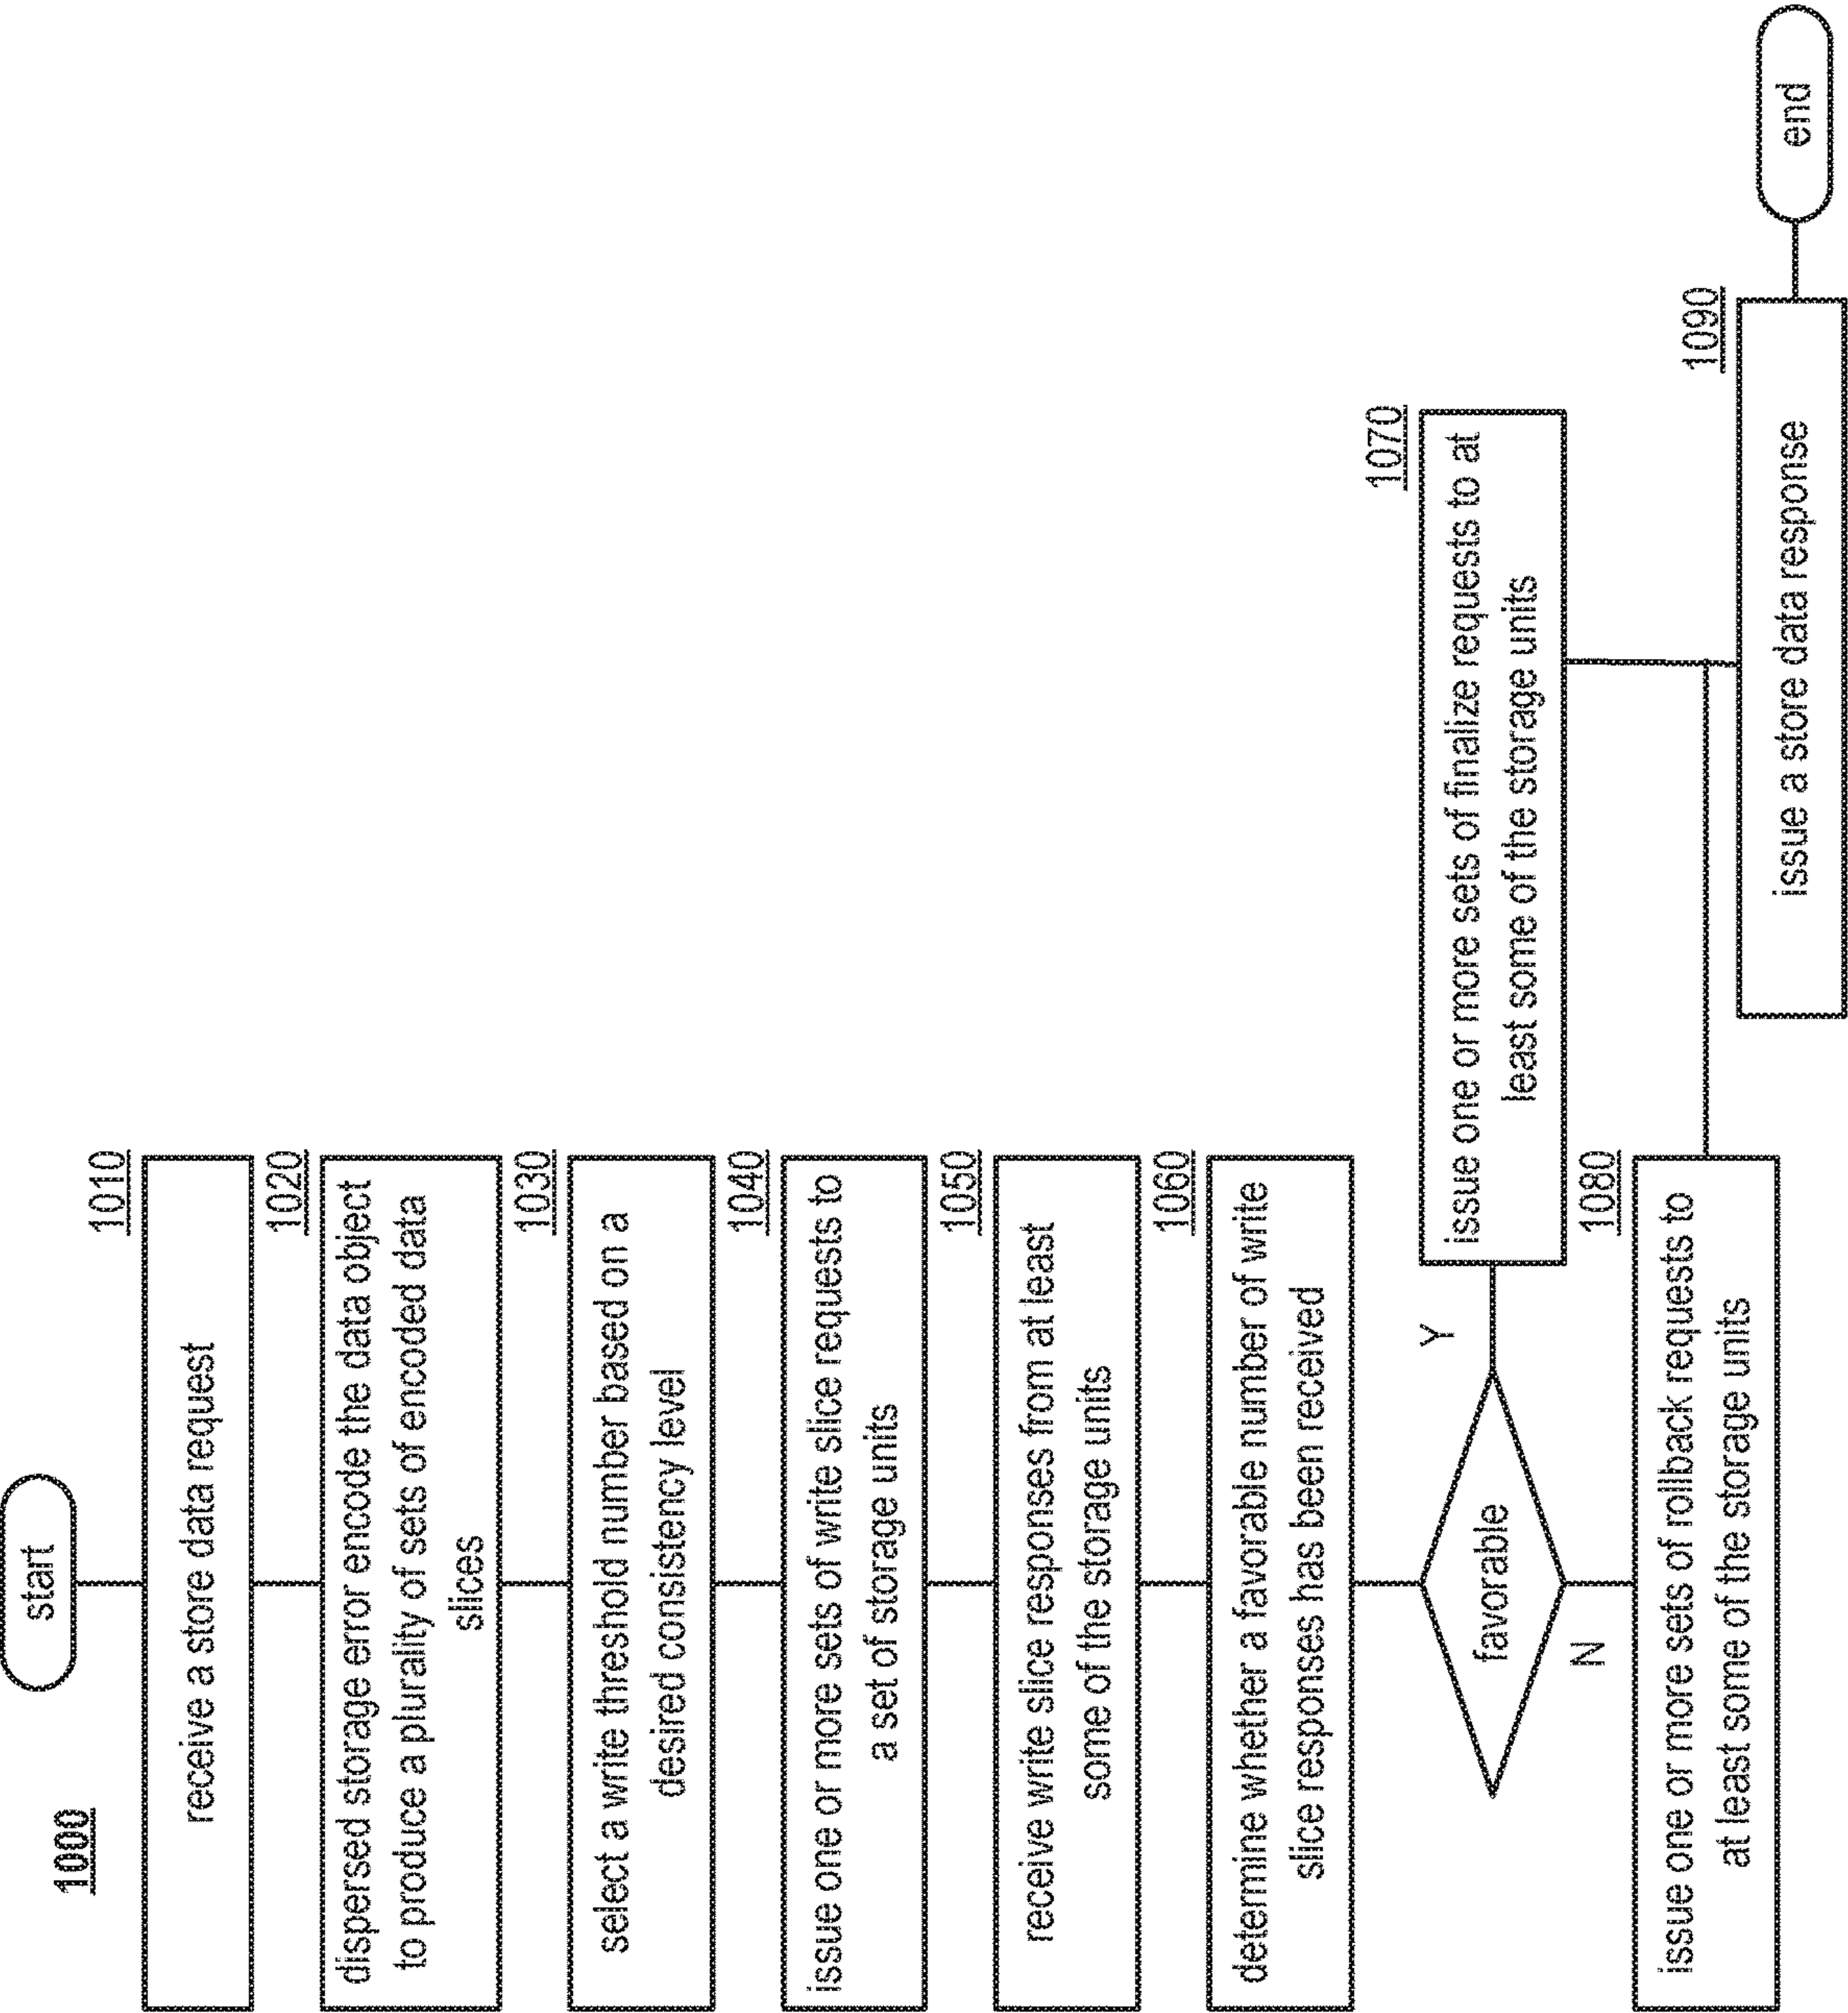 1000
start
1010
receive a store data request
1020
dispersed storage error encode the data object
to produce a plurality of sets of encoded data
slices
1030
select a write threshold number based on a
desired consistency level
1040
issue one or more sets of write slice requests to
a set of storage units
1050
receive write slice responses from at least
some of the storage units
1060
determine whether a favorable number of write
slice responses has been received
favorable
Y
N
1070
issue one or more sets of finalize requests to at
least some of the storage units
1080
issue one or more sets of rollback requests to
at least some of the storage units
1090
issue a store data response
end